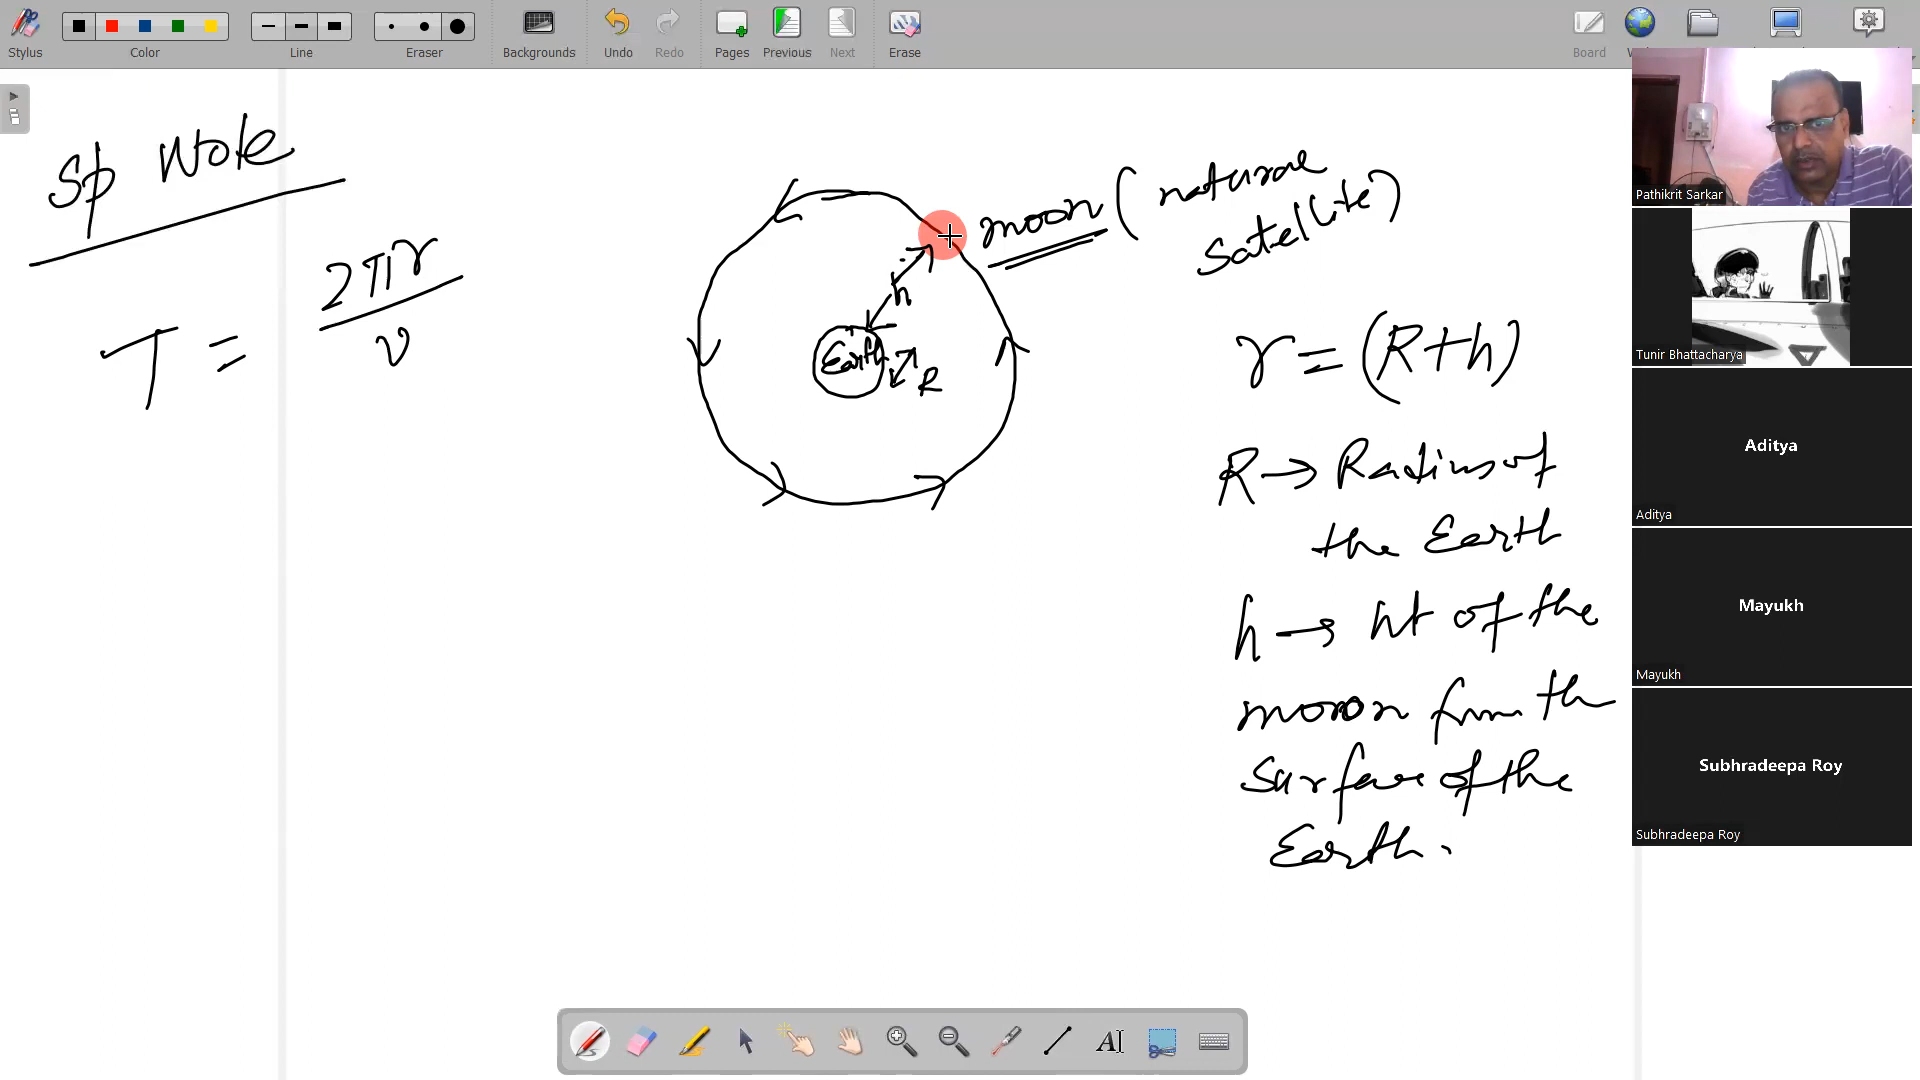 Stylus
Color
Line
Eraser
Backgrounds
Undo
Redo
Pages
Previous
Next
Erase
Board
Sp Note
T = 2πr
v
moon (natural
satellite)
h
Earth
R
r = (R+h)
R → Radius of
the Earth
h → ht of the
moon from the
surface of the
Earth.
Pathikrit Sarkar
Tunir Bhattacharya
Aditya
Aditya
Mayukh
Mayukh
Subhradeepa Roy
Subhradeepa Roy
AI